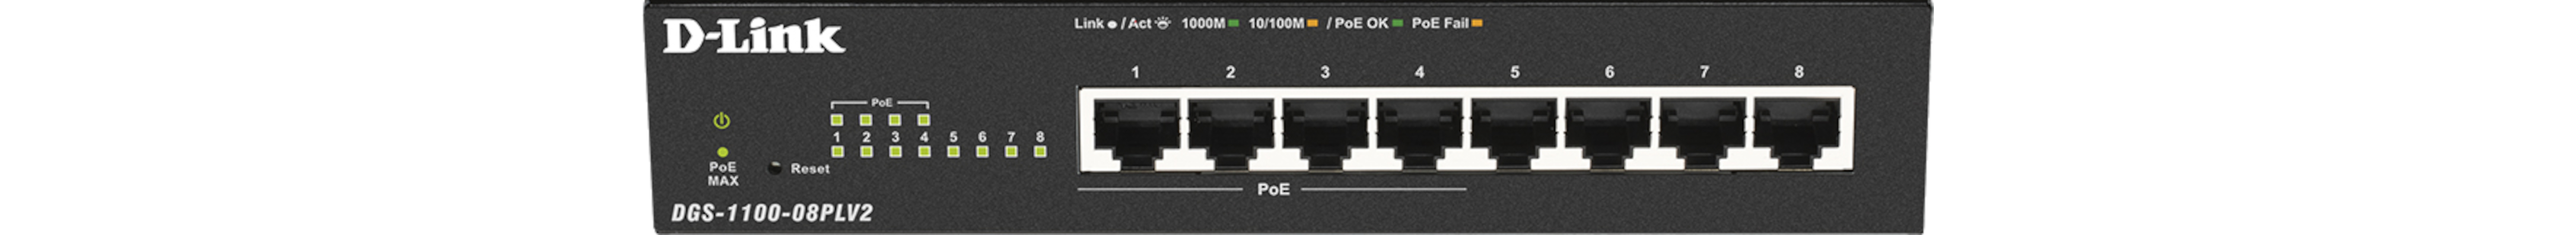 D-Link
Link / Act 1000M 10/100M / PoE OK PoE Fail
1 2 3 4 5 6 7 8
PoE
1 2 3 4 5 6 7 8
PoE MAX
Reset
PoE
DGS-1100-08PLV2